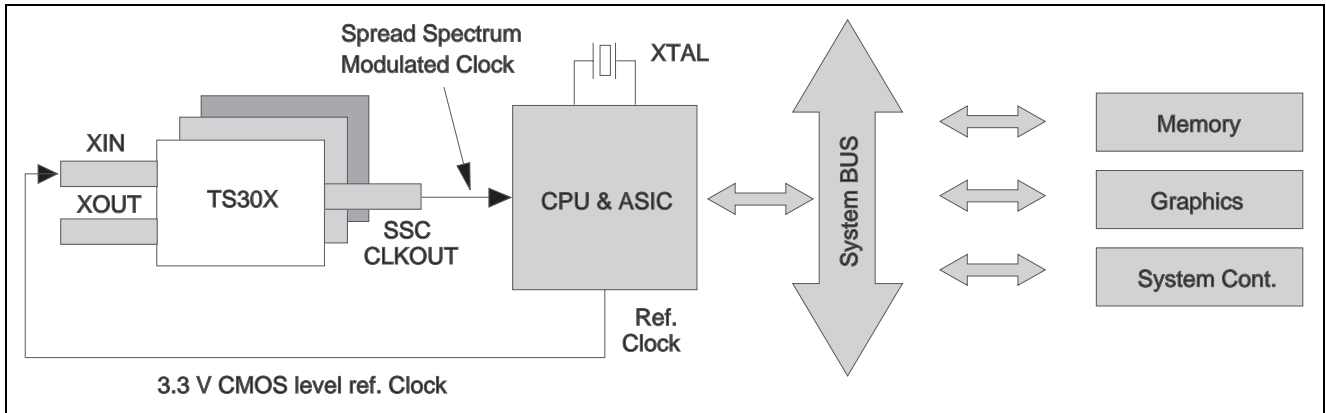 Spread Spectrum
Modulated Clock
XTAL
XIN
XOUT
TS30X
SSC
CLKOUT
CPU & ASIC
System BUS
Memory
Graphics
System Cont.
Ref.
Clock
3.3 V CMOS level ref. Clock